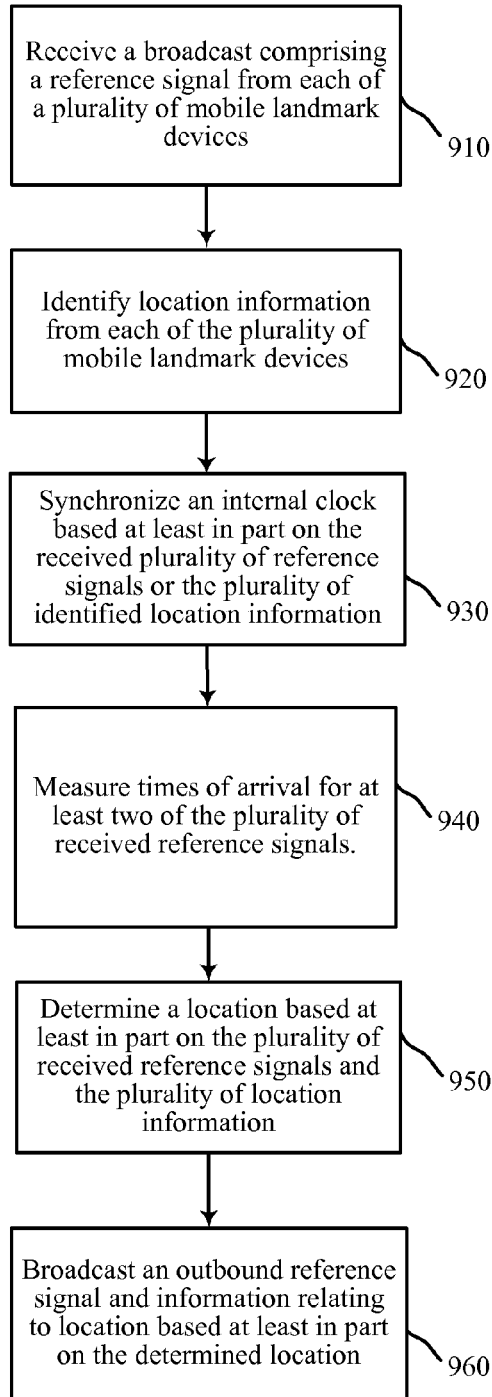 Receive a broadcast comprising
a reference signal from each of
a plurality of mobile landmark
devices
910
Identify location information
from each of the plurality of
mobile landmark devices
920
Synchronize an internal clock
based at least in part on the
received plurality of reference
signals or the plurality of
identified location information
930
Measure times of arrival for at
least two of the plurality of
received reference signals.
940
Determine a location based at
least in part on the plurality of
received reference signals and
the plurality of location
information
950
Broadcast an outbound reference
signal and information relating
to location based at least in part
on the determined location
960